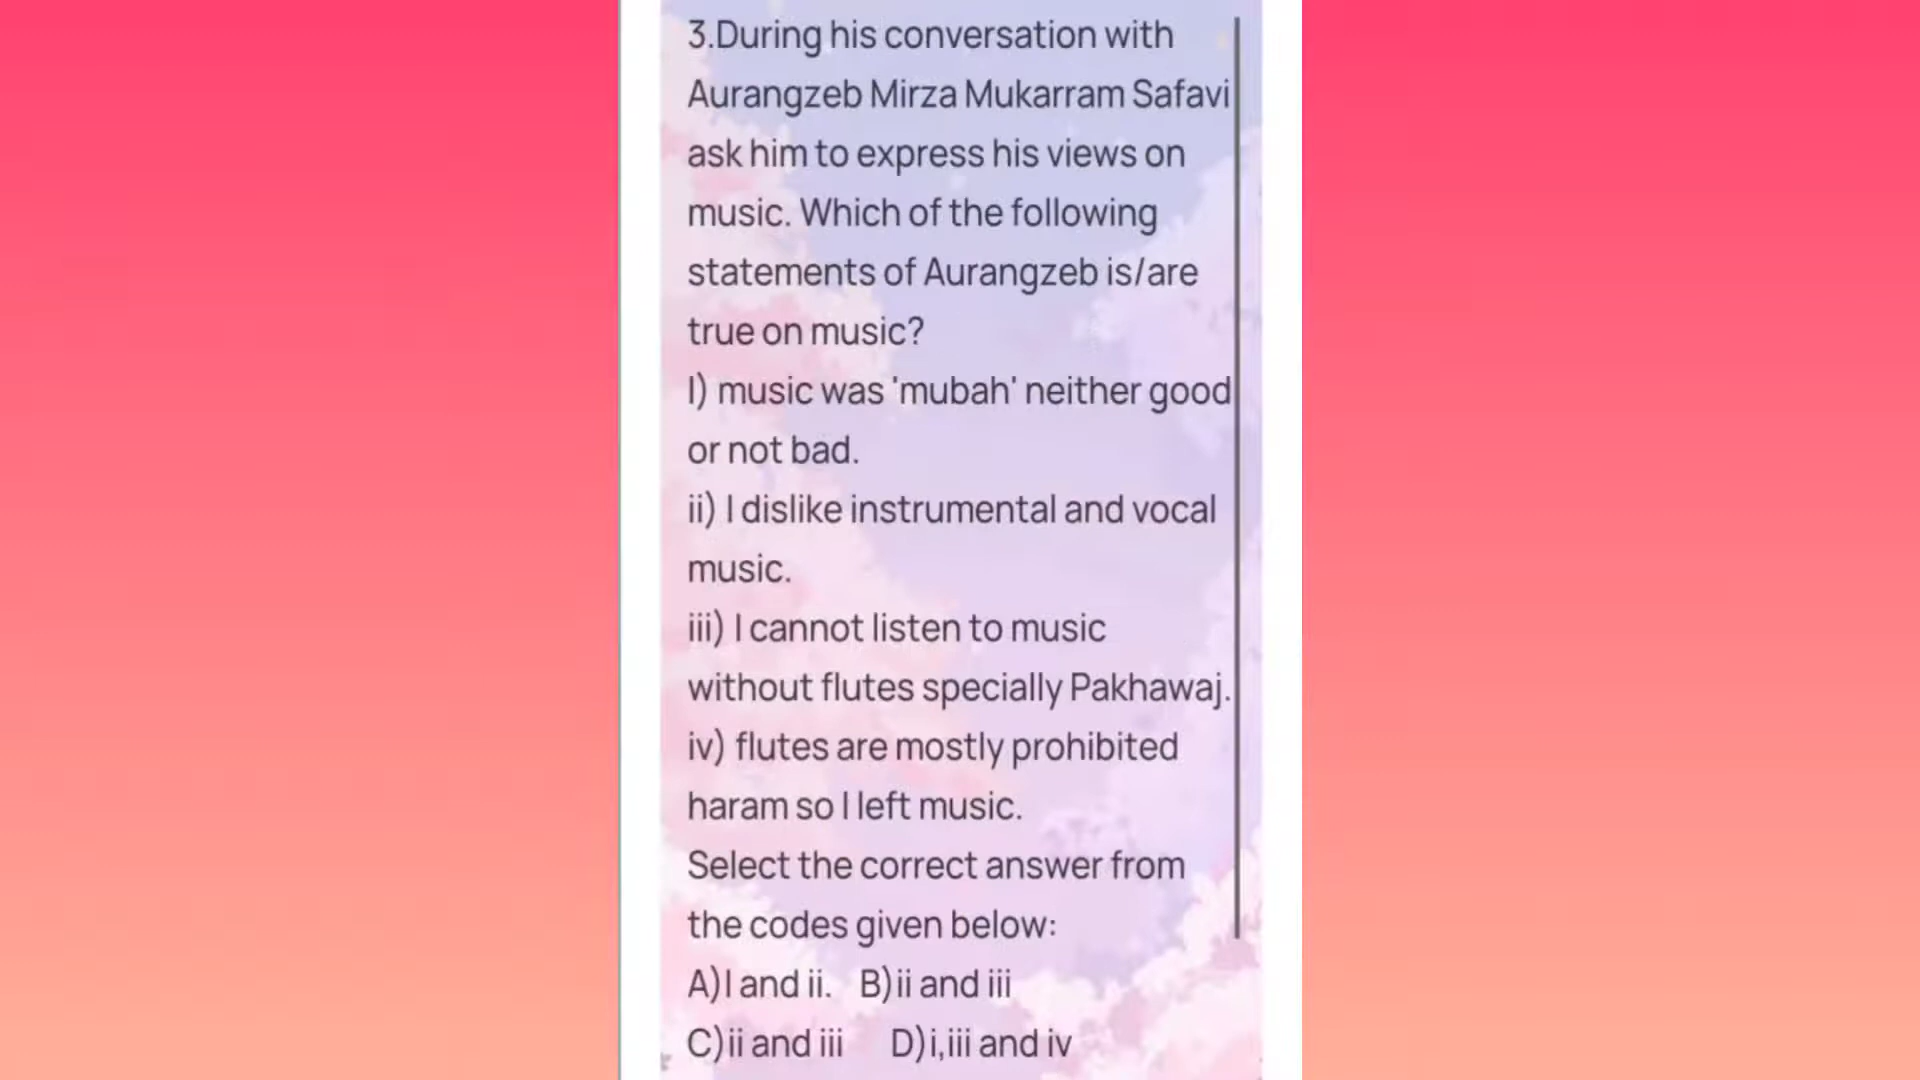 3.During his conversation with
Aurangzeb Mirza Mukarram Safavi
ask him to express his views on
music. Which of the following
statements of Aurangzeb is/are
true on music?
I) music was 'mubah' neither good
or not bad.
ii) I dislike instrumental and vocal
music.
iii) I cannot listen to music
without flutes specially Pakhawaj.
iv) flutes are mostly prohibited
haram so I left music.
Select the correct answer from
the codes given below:
A)I and ii. B)ii and iii
C)ii and iii D)i,iii and iv